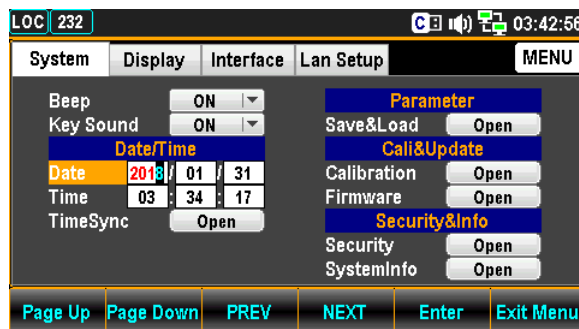 LOC 232 C 03:42:56
System Display Interface Lan Setup MENU
Beep ON
Key Sound ON
Date/Time
Date 2018 / 01 / 31
Time 03 : 34 : 17
TimeSync Open
Parameter
Save&Load Open
Cali&Update
Calibration Open
Firmware Open
Security&Info
Security Open
SystemInfo Open
Page Up Page Down PREV NEXT Enter Exit Menu